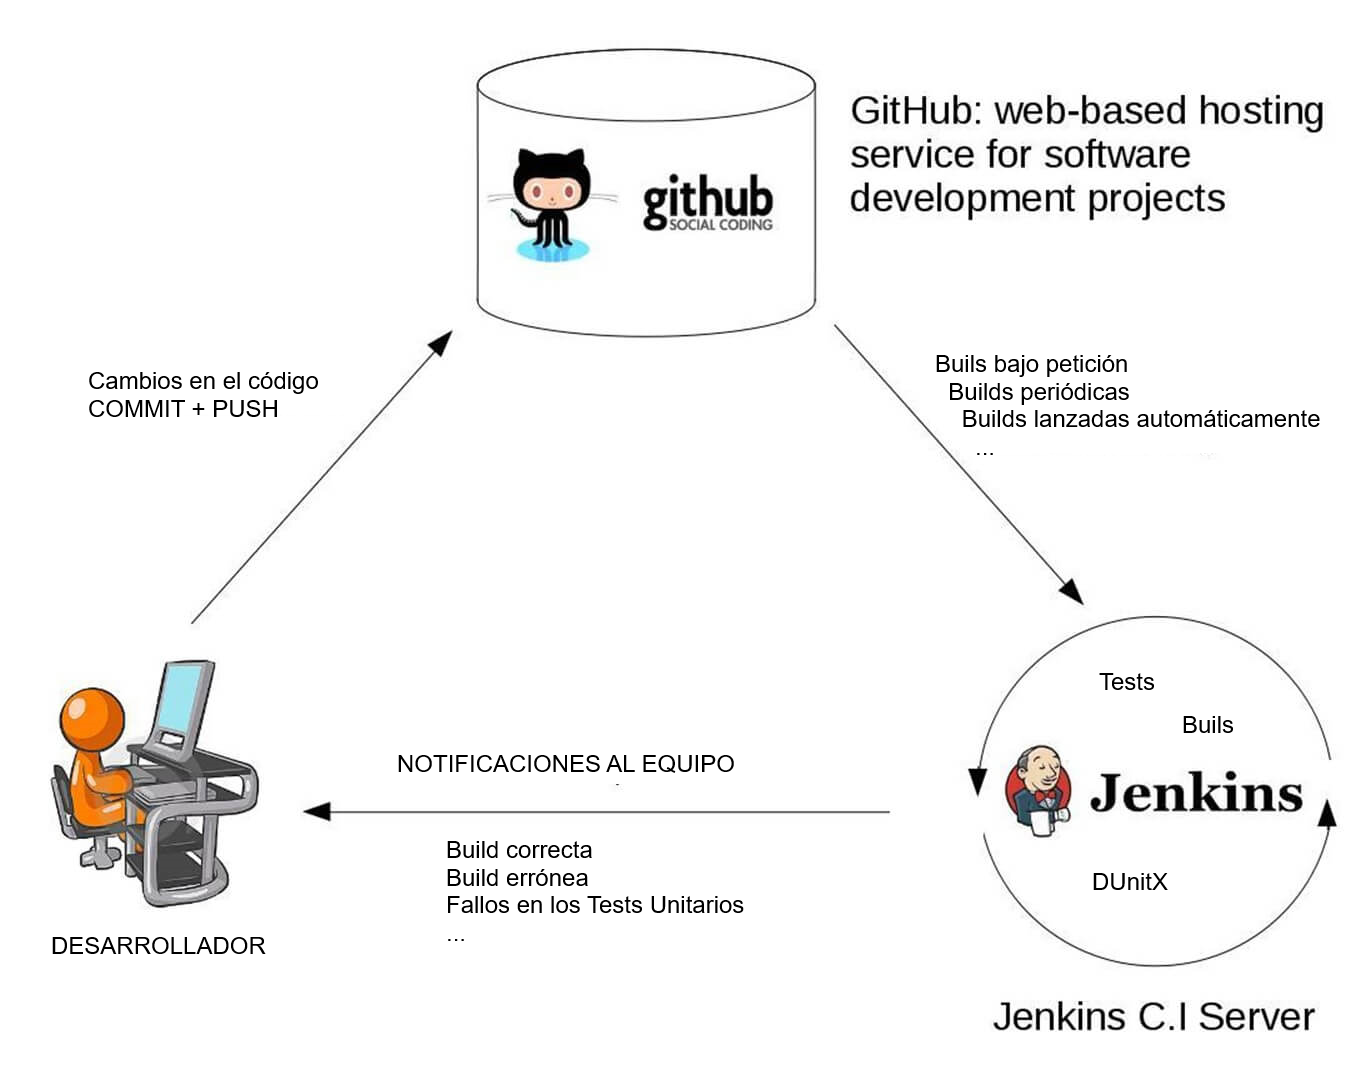 github
SOCIAL CODING
GitHub: web-based hosting
service for software
development projects
Cambios en el código
COMMIT + PUSH
Buils bajo petición
Builds periódicas
Builds lanzadas automáticamente
...
Tests
Buils
Jenkins
DUnitX
Jenkins C.I Server
NOTIFICACIONES AL EQUIPO
Build correcta
Build errónea
Fallos en los Tests Unitarios
...
DESARROLLADOR